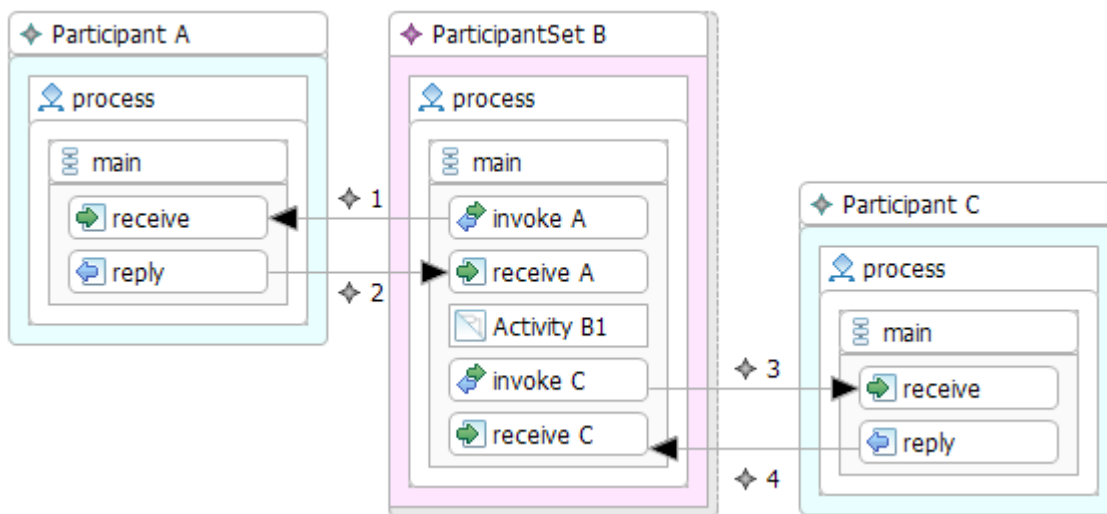 Participant A
process
main
receive
reply
1
2
ParticipantSet B
process
main
invoke A
receive A
Activity B1
invoke C
receive C
3
4
Participant C
process
main
receive
reply